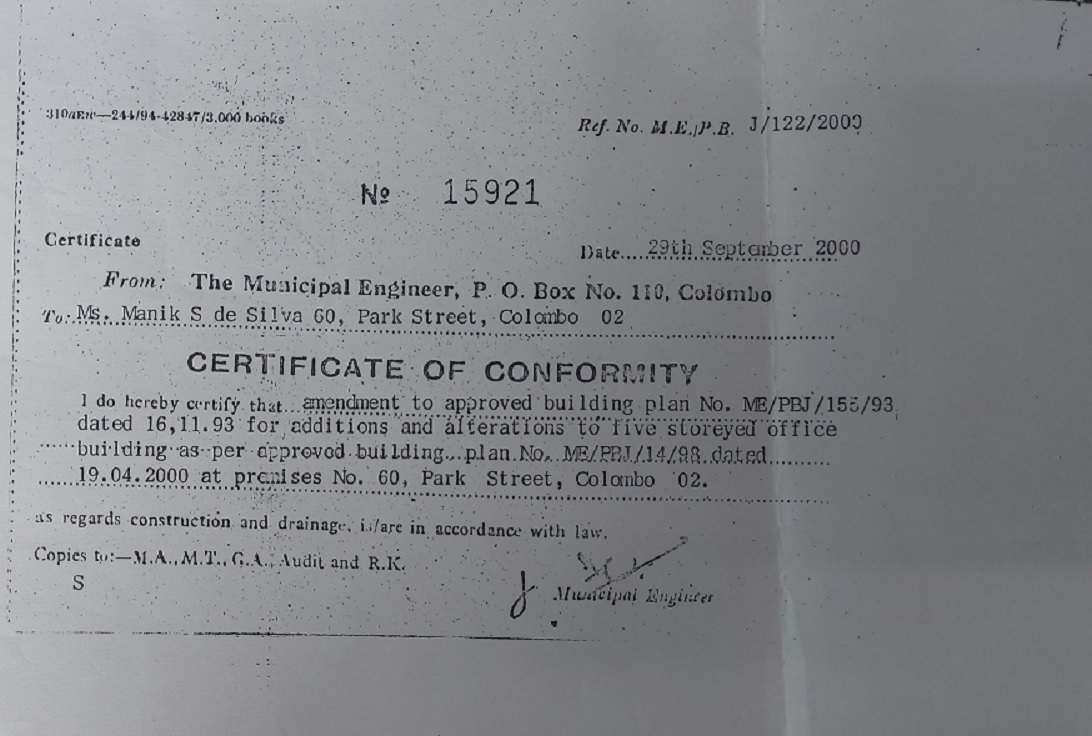 244/94-42847/3.000 books
Ref. No. M.E./P.B. J/122/2000
No 15921
Certificate
Date....29th September 2000
From: The Municipal Engineer, P. O. Box No. 110, Colombo
To: Ms. Manik S de Silva 60, Park Street, Colombo 02
CERTIFICATE OF CONFORMITY
I do hereby certify that amendment to approved building plan No. ME/PBJ/155/93
dated 16,11.93 for additions and alterations to five storeyed office
building as per approved building plan No. ME/PBJ/14/98 dated
19.04.2000 at premises No. 60, Park Street, Colombo 02.
as regards construction and drainage, is/are in accordance with law.
Copies to:—M.A., M.T., G.A., Audit and R.K.
S
Municipal Engineer